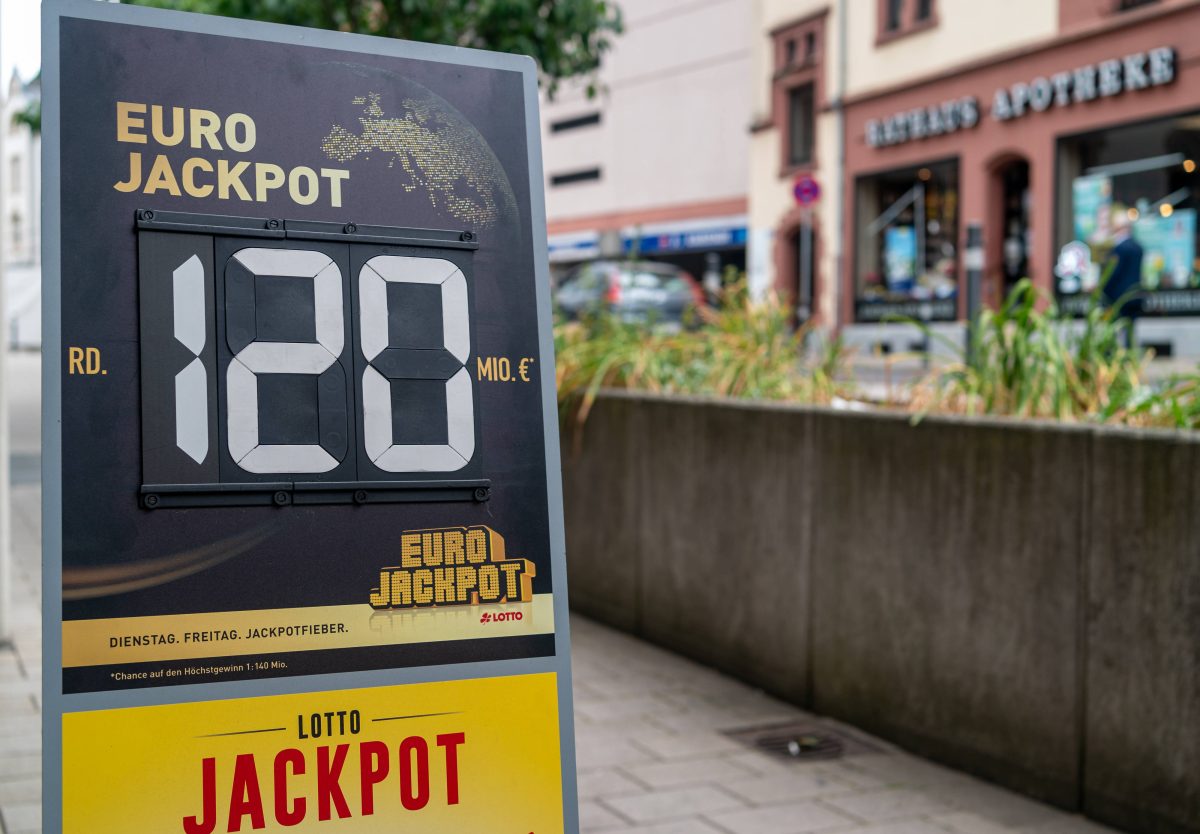 EURO
JACKPOT
RD. 120 MIO. €*
EURO
JACKPOT
LOTTO
DIENSTAG. FREITAG. JACKPOTFIEBER.
*Chance auf den Höchstgewinn 1:140 Mio.
LOTTO
JACKPOT
RATHAUS APOTHEKE